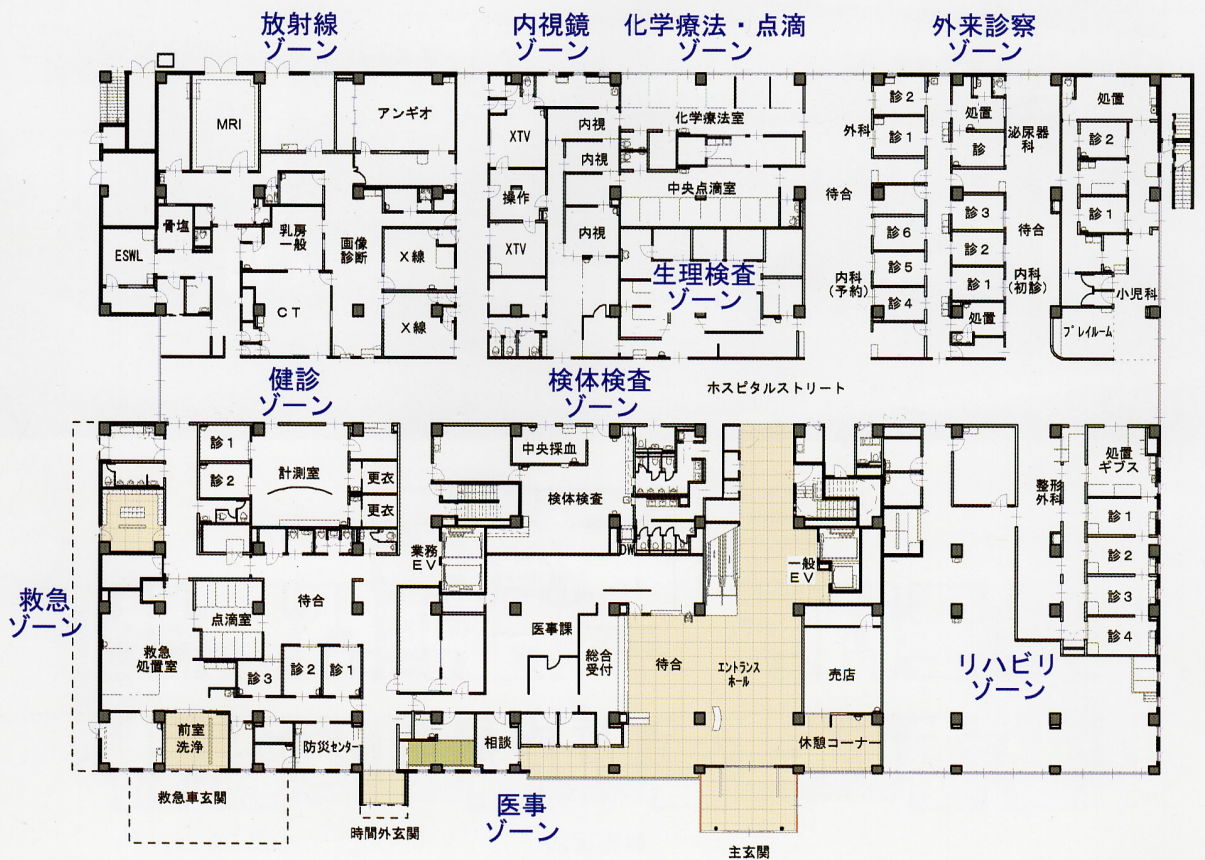 放射線
ゾーン
内視鏡
ゾーン
化学療法・点滴
ゾーン
外来診察
ゾーン
MRI
アンギオ
XTV
操作
XTV
内視
内視
内視
化学療法室
中央点滴室
外科
診2
診1
待合
診6
診5
診4
内科
(予約)
処置
診
泌尿器
科
診3
診2
診1
処置
待合
内科
(初診)
処置
診2
診1
小児科
プレイルーム
骨塩
ESWL
乳房
一般
画像
診断
X線
X線
CT
生理検査
ゾーン
健診
ゾーン
検体検査
ゾーン
ホスピタルストリート
診1
診2
計測室
更衣
更衣
中央採血
検体検査
DW
業務
EV
一般
EV
整形
外科
処置
ギブス
診1
診2
診3
診4
救急
ゾーン
点滴室
待合
救急
処置室
診3
診2
診1
医事課
総合
受付
待合
エントランス
ホール
売店
リハビリ
ゾーン
前室
洗浄
防災センター
相談
休憩コーナー
救急車玄関
時間外玄関
医事
ゾーン
主玄関